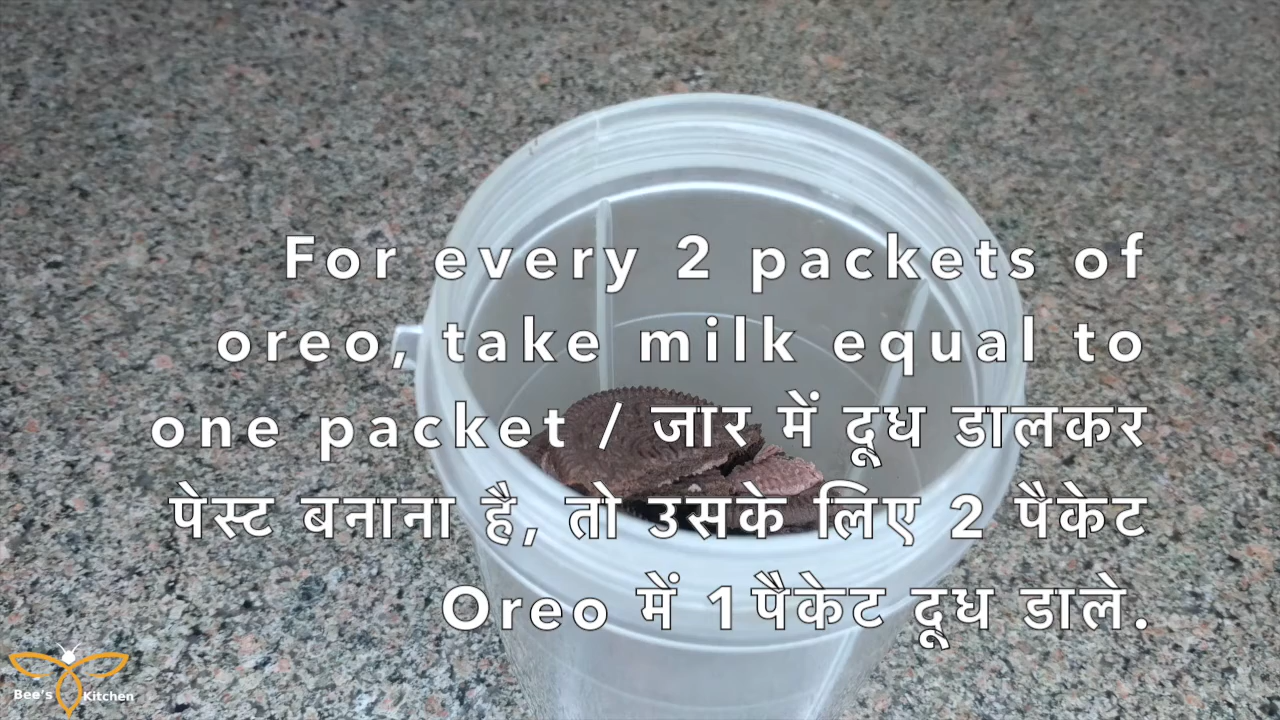 For every 2 packets of
oreo, take milk equal to
one packet / जार में दूध डालकर
पेस्ट बनाना है, तो उसके लिए 2 पैकेट
Oreo में 1पैकेट दूध डाले.
Bee's Kitchen